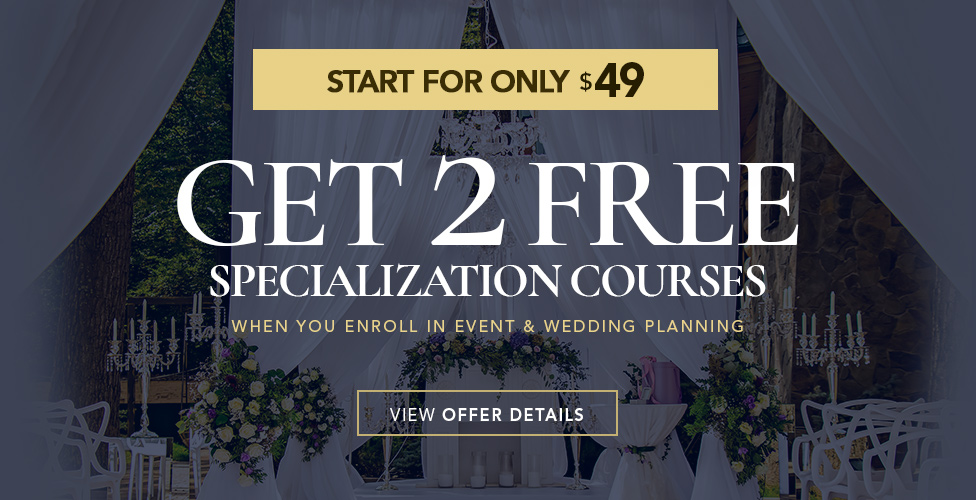 START FOR ONLY $49
GET 2 FREE
SPECIALIZATION COURSES
WHEN YOU ENROLL IN EVENT & WEDDING PLANNING
VIEW OFFER DETAILS